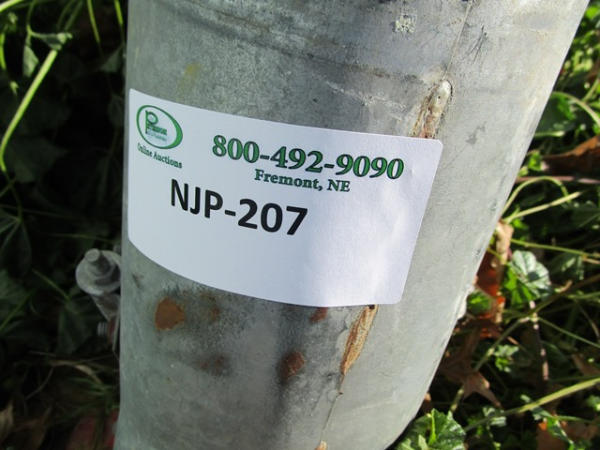 Online Auctions
800-492-9090
Fremont, NE
NJP-207